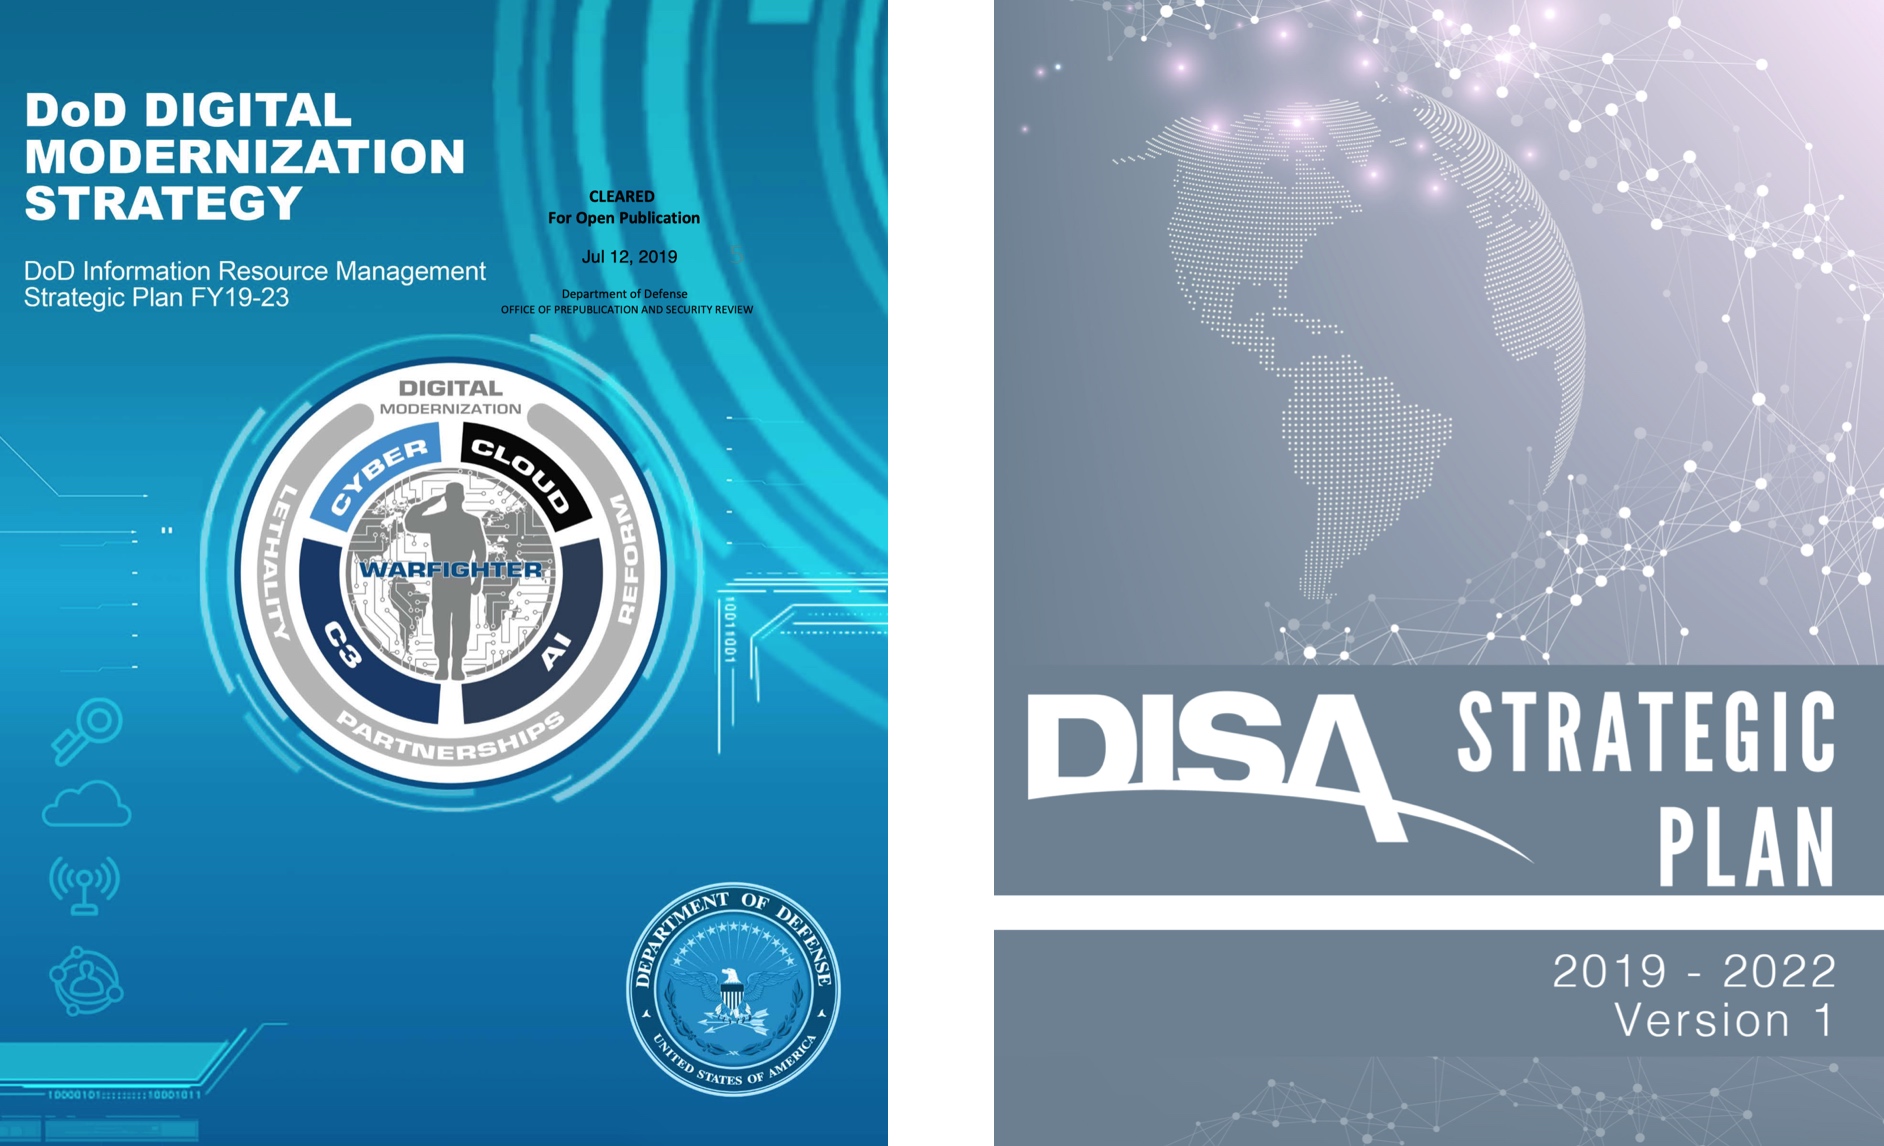 DoD DIGITAL
MODERNIZATION
STRATEGY
DoD Information Resource Management
Strategic Plan FY19-23
CLEARED
For Open Publication
Jul 12, 2019
Department of Defense
OFFICE OF PREPUBLICATION AND SECURITY REVIEW
DIGITAL
MODERNIZATION
CYBER
CLOUD
LETHALITY
REFORM
WARFIGHTER
C3
AI
PARTNERSHIPS
10011001
DEPARTMENT OF DEFENSE
UNITED STATES OF AMERICA
DISA STRATEGIC
PLAN
2019 - 2022
Version 1